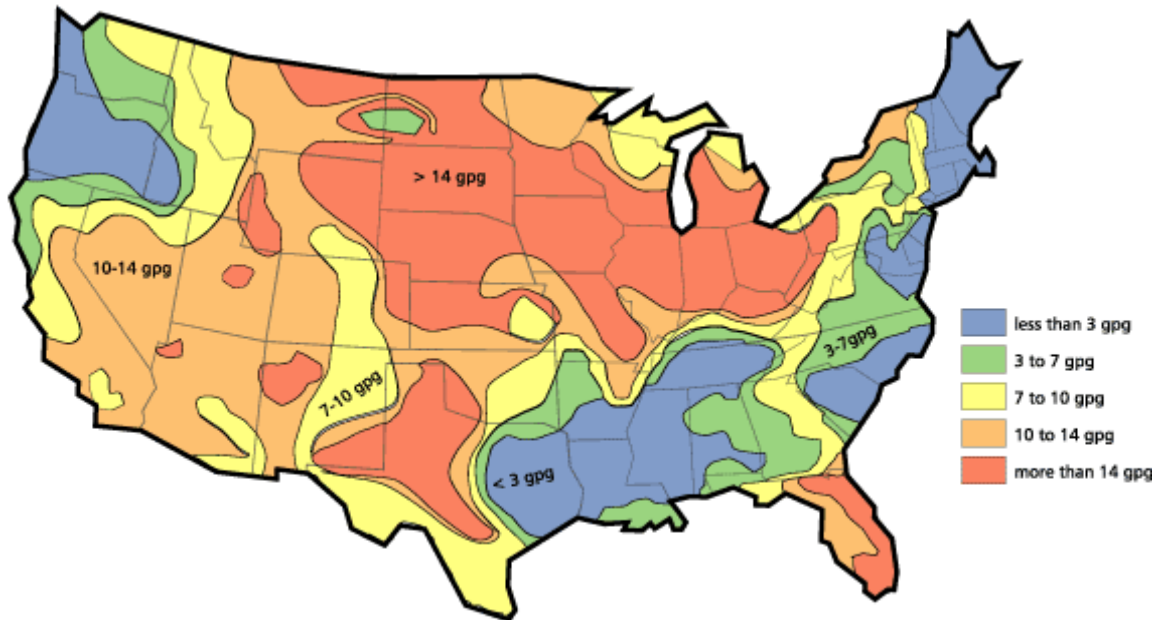 > 14 gpg
10-14 gpg
7-10 gpg
3-7gpg
< 3 gpg
less than 3 gpg
3 to 7 gpg
7 to 10 gpg
10 to 14 gpg
more than 14 gpg